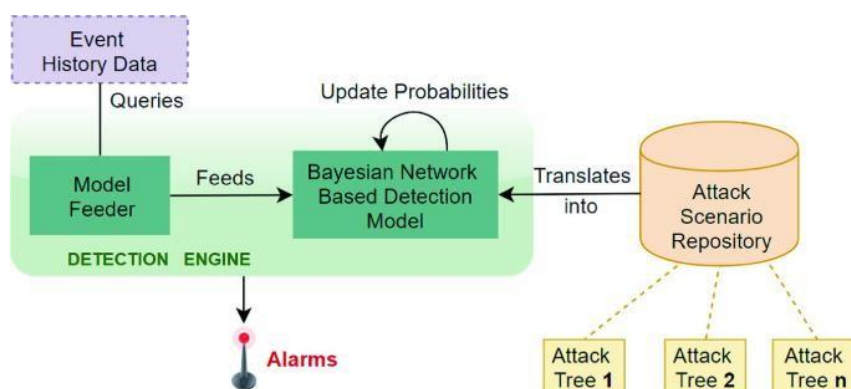 Event
History Data
Queries
Update Probabilities
Model
Feeder
Feeds
Bayesian Network
Based Detection
Model
Translates
into
Attack
Scenario
Repository
DETECTION ENGINE
Alarms
Attack
Tree 1
Attack
Tree 2
Attack
Tree n